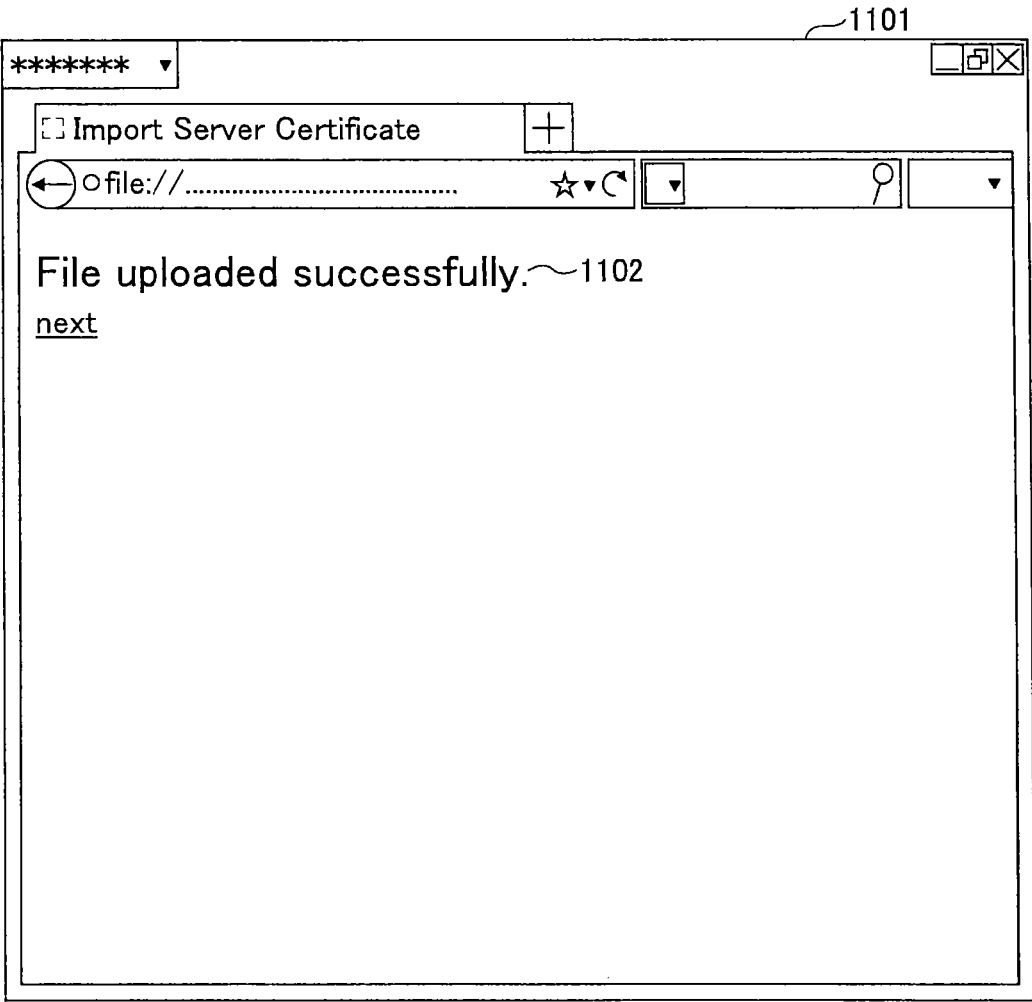 1101
*******
Import Server Certificate
file://......................................
File uploaded successfully. 1102
next